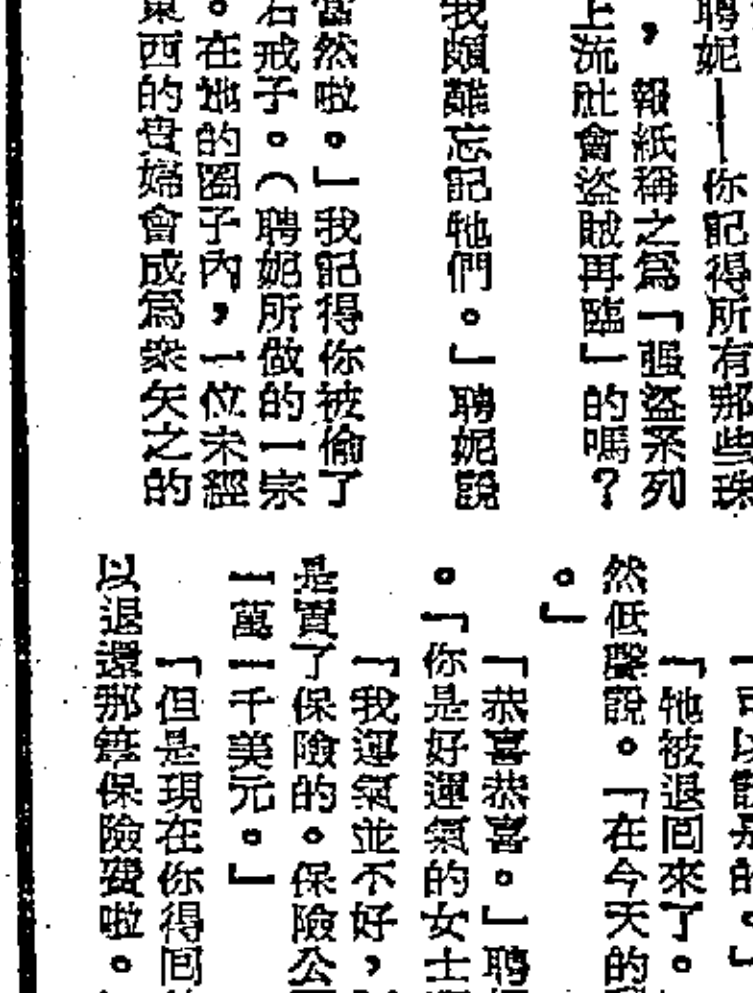 聘妮——你記得所有那些珠
，報紙稱之爲「强盜系列
上流社會盜賊再臨」的嗎？
我頗難忘記牠們。」聘妮說
當然啦。」我記得你被偷了
石戒子。（聘妮所做的一宗
。在她的圈子內，一位未經
東西的貴婦會成爲衆矢之的
「可以說是的。」
「牠被退囘來了。
然低聲說。「在今天的
。」
「恭喜恭喜。」聘
。「你是好運氣的女士
「我運氣並不好，
是買了保險的。保險公
一萬一千美元。」
「但是現在你得囘
以退還那筆保險費啦。